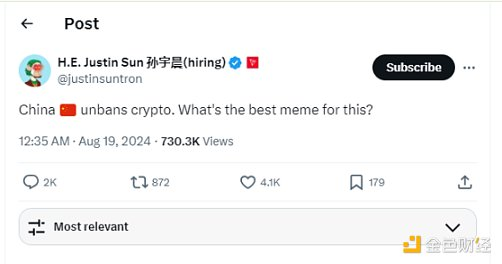 Post
H.E. Justin Sun 孙宇晨(hiring)
@justinsuntron
Subscribe
China 🇨🇳 unbans crypto. What's the best meme for this?
12:35 AM · Aug 19, 2024 · 730.3K Views
2K 872 4.1K 179
Most relevant
金色财经